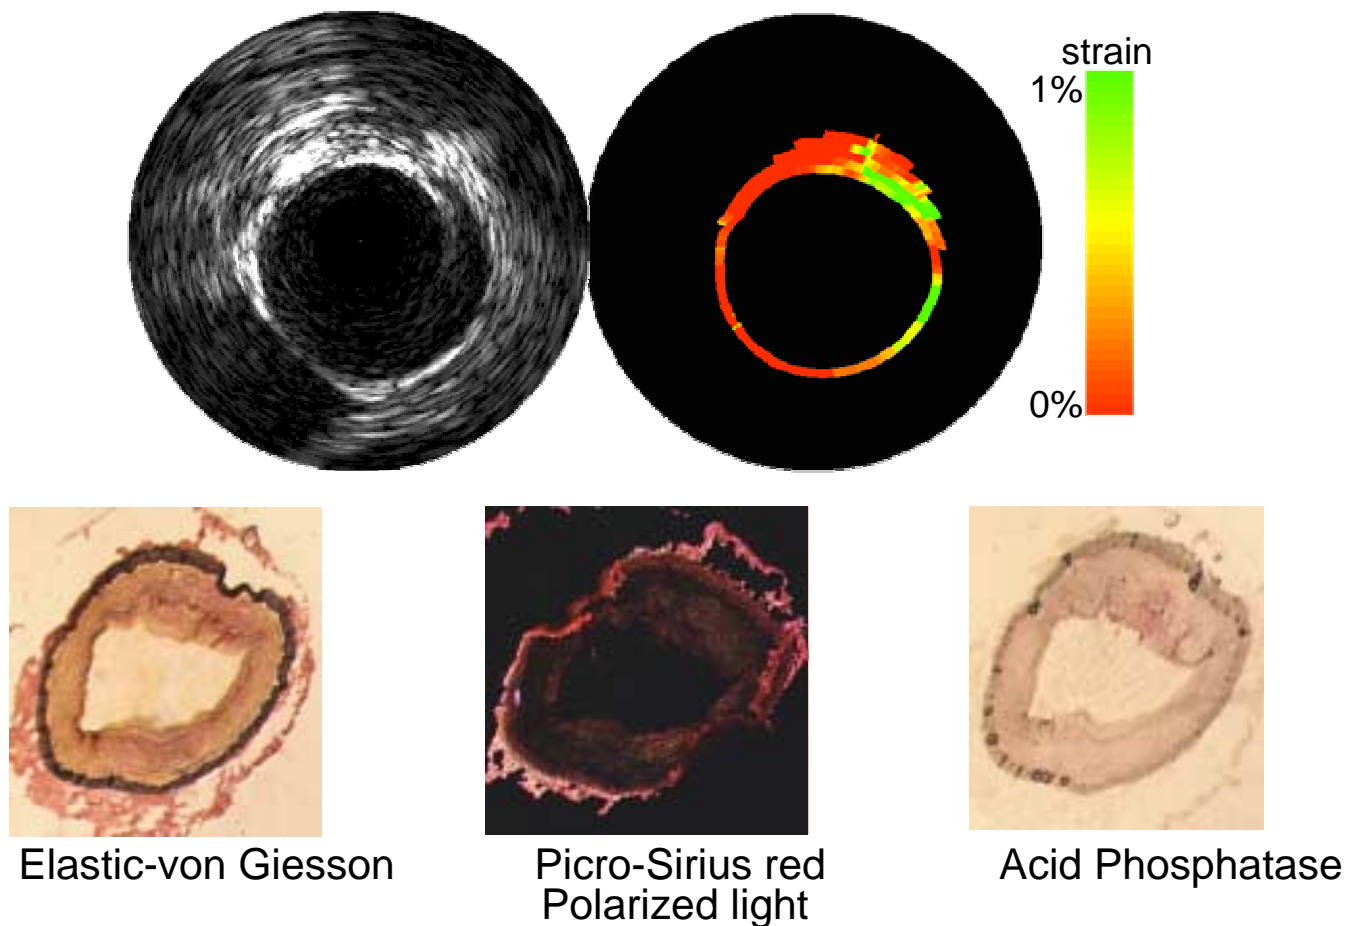 strain
1%
0%
Elastic-von Giesson
Picro-Sirius red
Polarized light
Acid Phosphatase